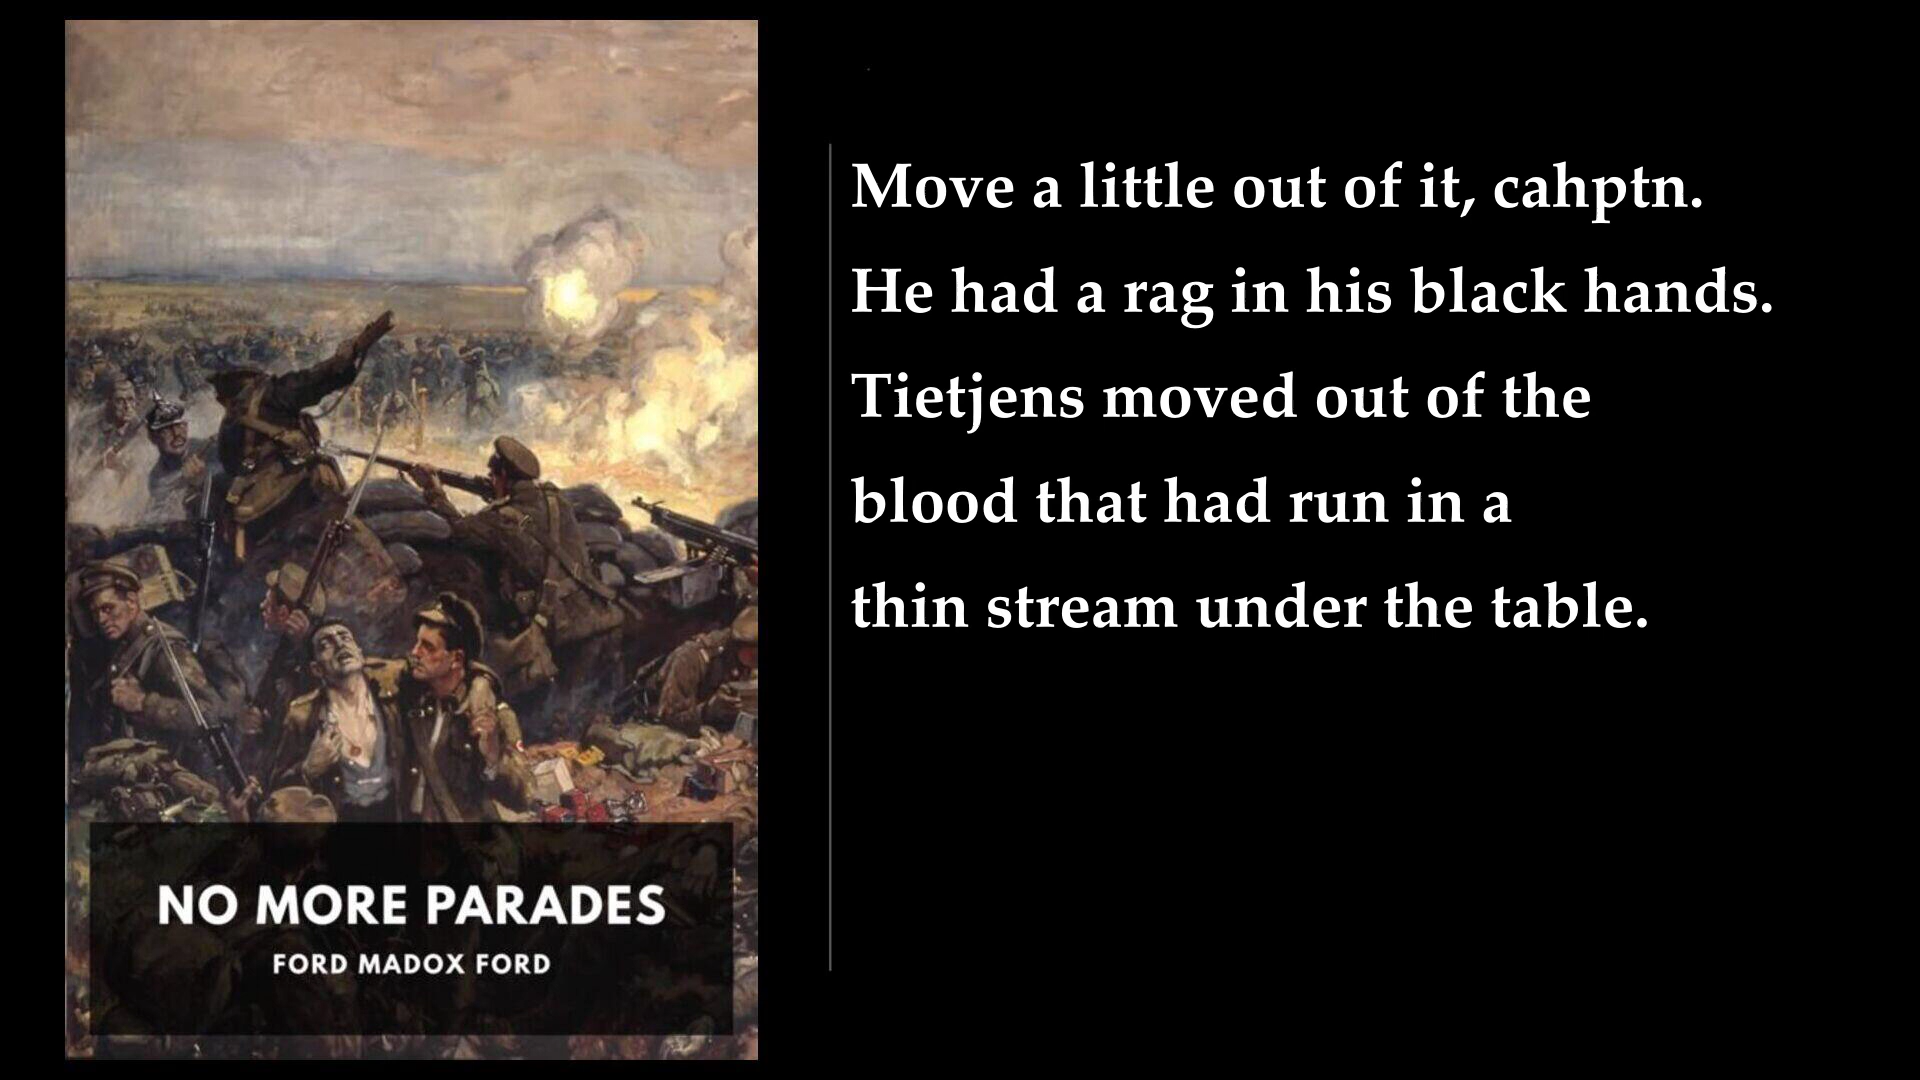 Move a little out of it, cahptn.
He had a rag in his black hands.
Tietjens moved out of the
blood that had run in a
thin stream under the table.
NO MORE PARADES
FORD MADOX FORD